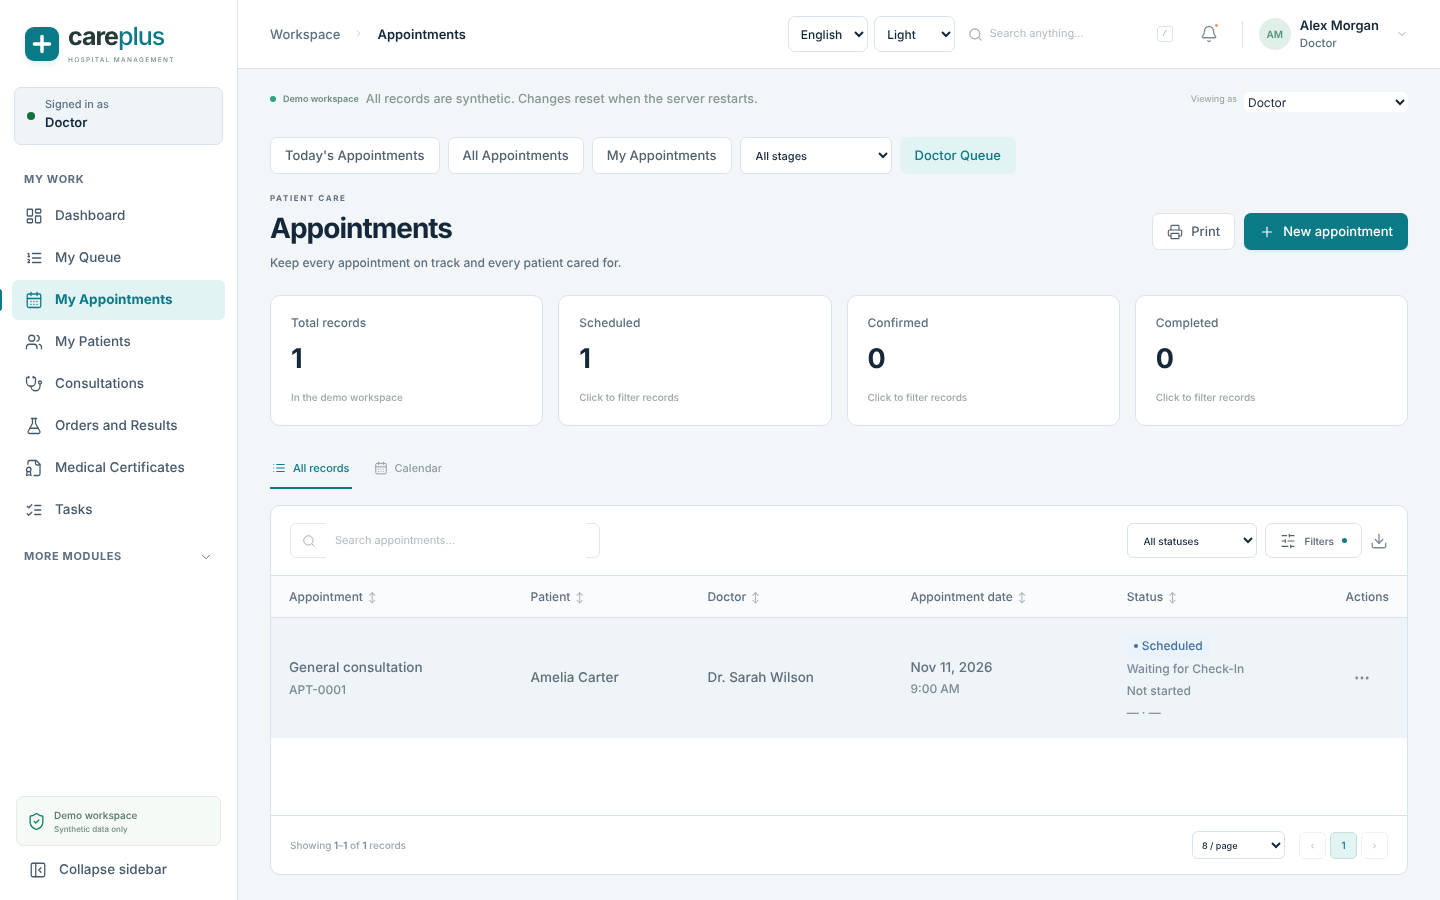 careplus
HOSPITAL MANAGEMENT
Signed in as
Doctor
MY WORK
Dashboard
My Queue
My Appointments
My Patients
Consultations
Orders and Results
Medical Certificates
Tasks
MORE MODULES
Demo workspace
Synthetic data only
Collapse sidebar
Workspace
Appointments
English
Light
Search anything...
/
AM
Alex Morgan
Doctor
Demo workspace All records are synthetic. Changes reset when the server restarts.
Viewing as Doctor
Today's Appointments
All Appointments
My Appointments
All stages
Doctor Queue
PATIENT CARE
Appointments
Keep every appointment on track and every patient cared for.
Print
New appointment
Total records
1
In the demo workspace
Scheduled
1
Click to filter records
Confirmed
0
Click to filter records
Completed
0
Click to filter records
All records
Calendar
Search appointments...
All statuses
Filters
Appointment
Patient
Doctor
Appointment date
Status
Actions
General consultation
APT-0001
Amelia Carter
Dr. Sarah Wilson
Nov 11, 2026
9:00 AM
Scheduled
Waiting for Check-In
Not started
— · —
Showing 1–1 of 1 records
8 / page
‹
1
›